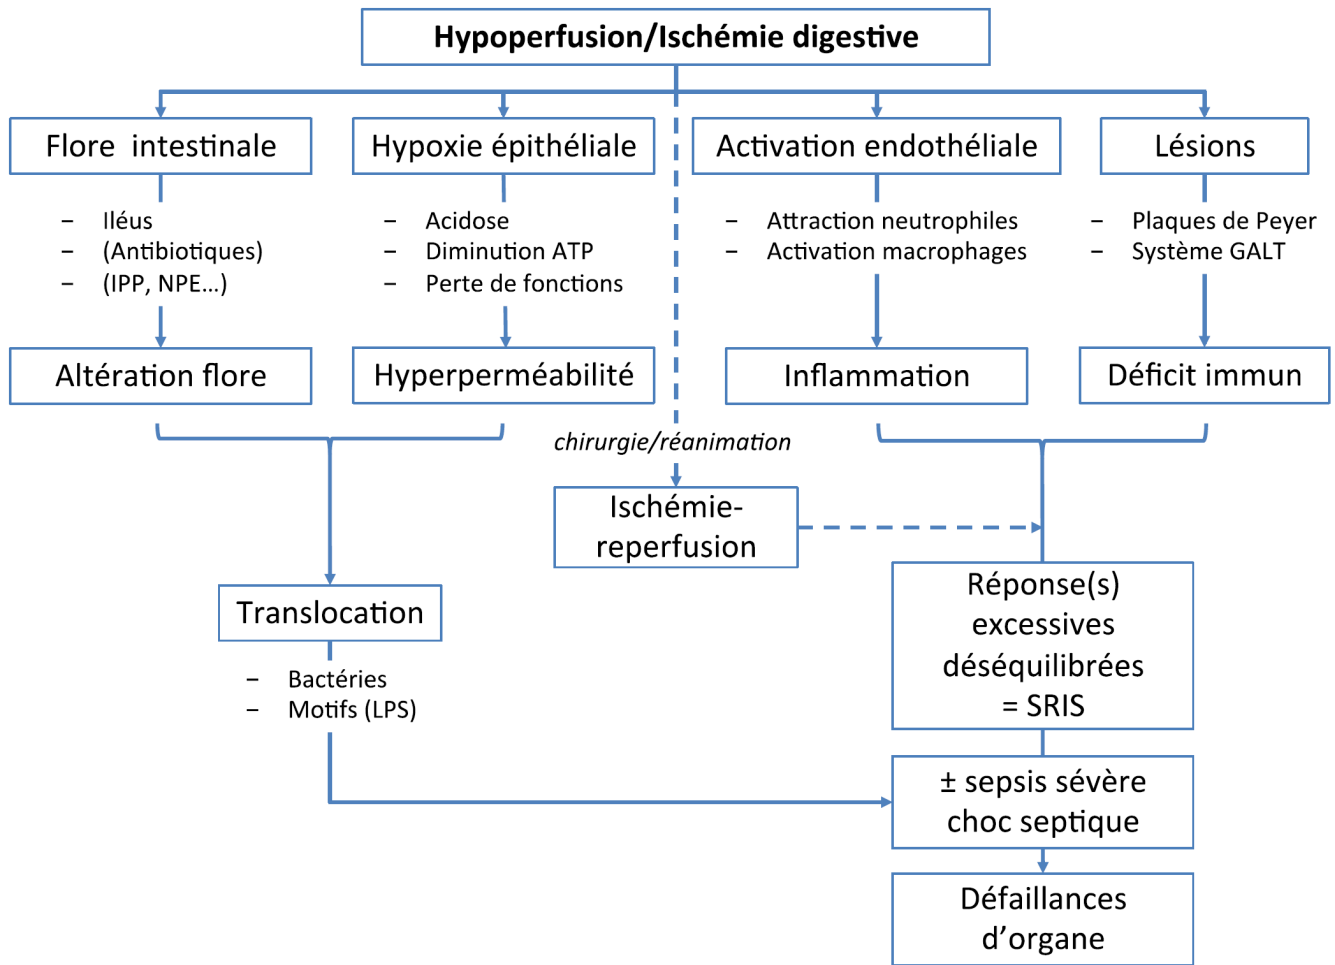 Hypoperfusion/Ischémie digestive
Flore intestinale
Hypoxie épithéliale
Activation endothéliale
Lésions
– Iléus
– (Antibiotiques)
– (IPP, NPE...)
– Acidose
– Diminution ATP
– Perte de fonctions
– Attraction neutrophiles
– Activation macrophages
– Plaques de Peyer
– Système GALT
Altération flore
Hyperperméabilité
Inflammation
Déficit immun
chirurgie/réanimation
Ischémie-
reperfusion
Translocation
– Bactéries
– Motifs (LPS)
Réponse(s)
excessives
déséquilibrées
= SRIS
± sepsis sévère
choc septique
Défaillances
d’organe